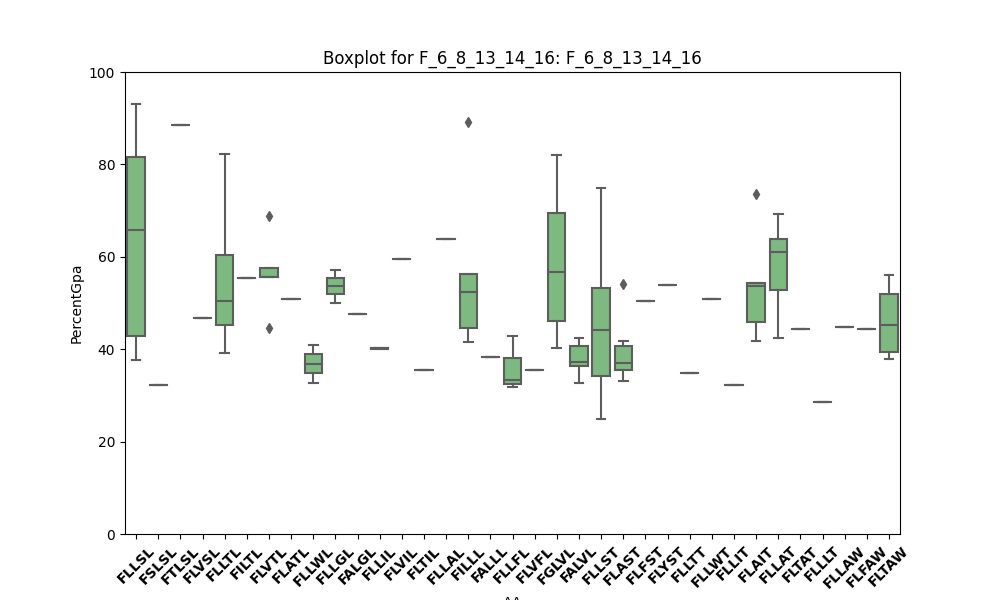 Boxplot for F_6_8_13_14_16: F_6_8_13_14_16
PercentGpa
100
80
60
40
20
0
FLLSL
FSLSL
FTLSL
FLVSL
FLLTL
FILTL
FLVTL
FLATL
FLLWL
FLLGL
FALGL
FLLIL
FLVIL
FLTIL
FLLAL
FILLL
FALLL
FLLFL
FLVFL
FGLVL
FALVL
FLLST
FLAST
FLFST
FLYST
FLLTT
FLLWT
FLLIT
FLAIT
FLLAT
FLTAT
FLLLT
FLLAW
FLFAW
FLTAW